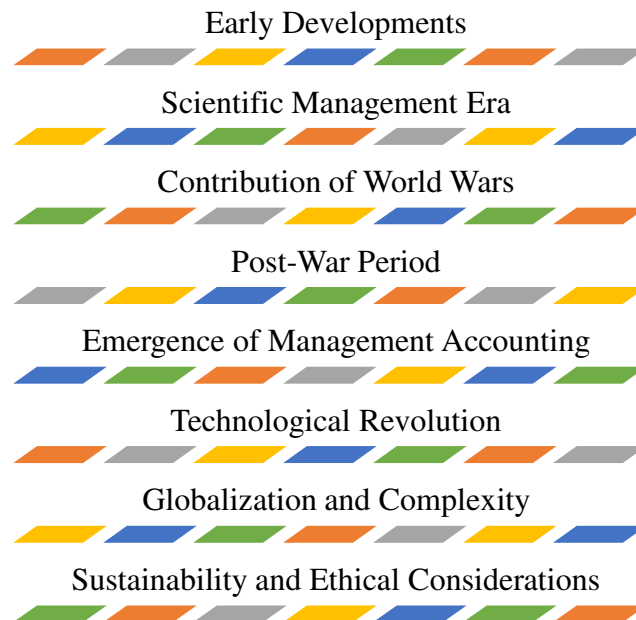 Early Developments
Scientific Management Era
Contribution of World Wars
Post-War Period
Emergence of Management Accounting
Technological Revolution
Globalization and Complexity
Sustainability and Ethical Considerations